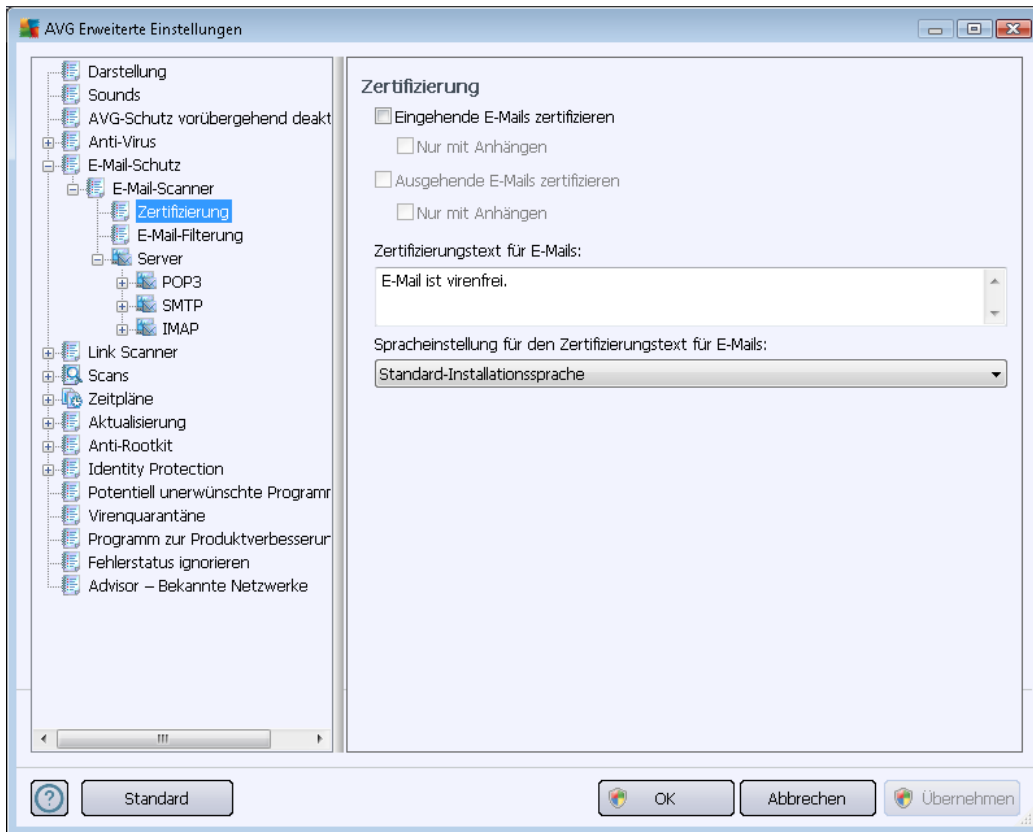 AVG Erweiterte Einstellungen
Darstellung
Sounds
AVG-Schutz vorübergehend deakt
Anti-Virus
E-Mail-Schutz
E-Mail-Scanner
Zertifizierung
E-Mail-Filterung
Server
POP3
SMTP
IMAP
Link Scanner
Scans
Zeitpläne
Aktualisierung
Anti-Rootkit
Identity Protection
Potentiell unerwünschte Programm
Virenquarantäne
Programm zur Produktverbesserun
Fehlerstatus ignorieren
Advisor – Bekannte Netzwerke
Zertifizierung
Eingehende E-Mails zertifizieren
Nur mit Anhängen
Ausgehende E-Mails zertifizieren
Nur mit Anhängen
Zertifizierungstext für E-Mails:
E-Mail ist virenfrei.
Spracheinstellung für den Zertifizierungstext für E-Mails:
Standard-Installationssprache
Standard
OK
Abbrechen
Übernehmen